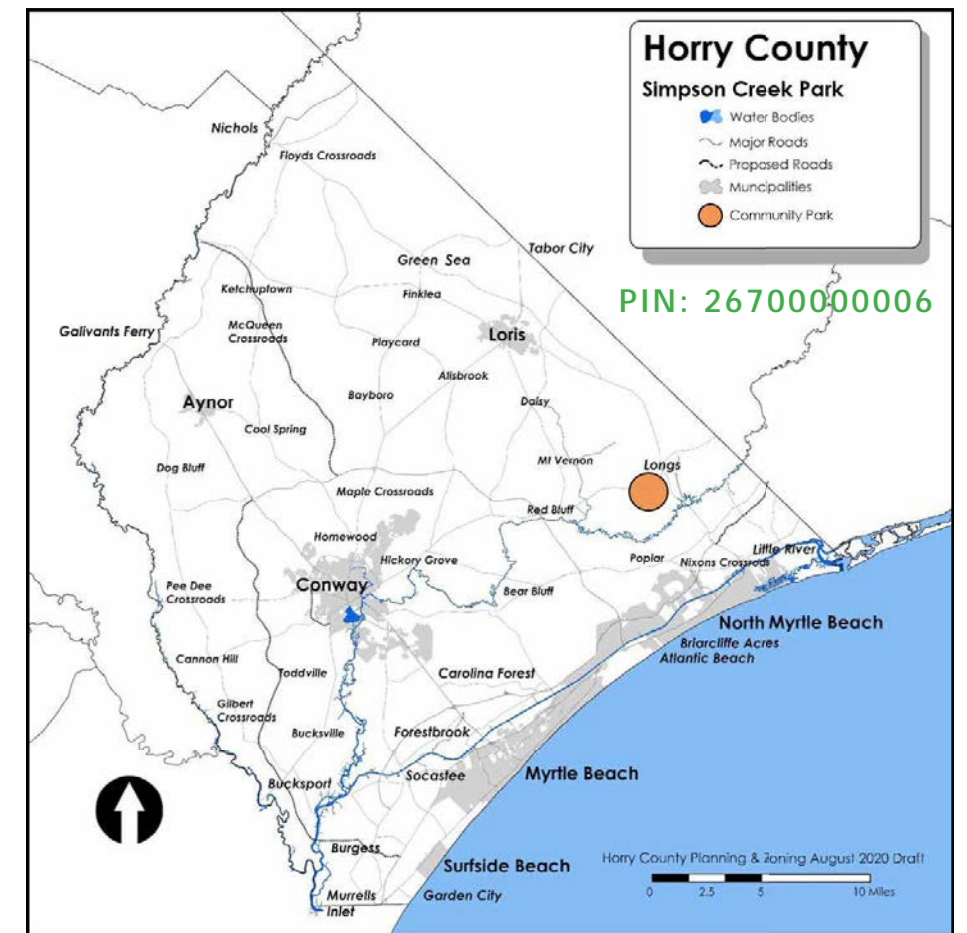 Horry County
Simpson Creek Park
Water Bodies
Major Roads
Proposed Roads
Muncipalities
Community Park
PIN: 26700000006
Nichols
Floyds Crossroads
Tabor City
Green Sea
Ketchuptown
Finklea
Galivants Ferry
McQueen
Crossroads
Playcard
Loris
Allsbrook
Aynor
Bayboro
Daisy
Cool Spring
Dog Bluff
Mt Vernon
Longs
Maple Crossroads
Red Bluff
Homewood
Hickory Grove
Poplar
Nixons Crossroads
Little River
Conway
Pee Dee
Crossroads
Bear Bluff
North Myrtle Beach
Briarcliffe Acres
Atlantic Beach
Cannon Hill
Toddville
Carolina Forest
Gilbert
Crossroads
Bucksville
Forestbrook
Bucksport
Socastee
Myrtle Beach
Burgess
Surfside Beach
Murrells
Inlet
Garden City
Horry County Planning & Zoning August 2020 Draft
0 2.5 5 10 Miles